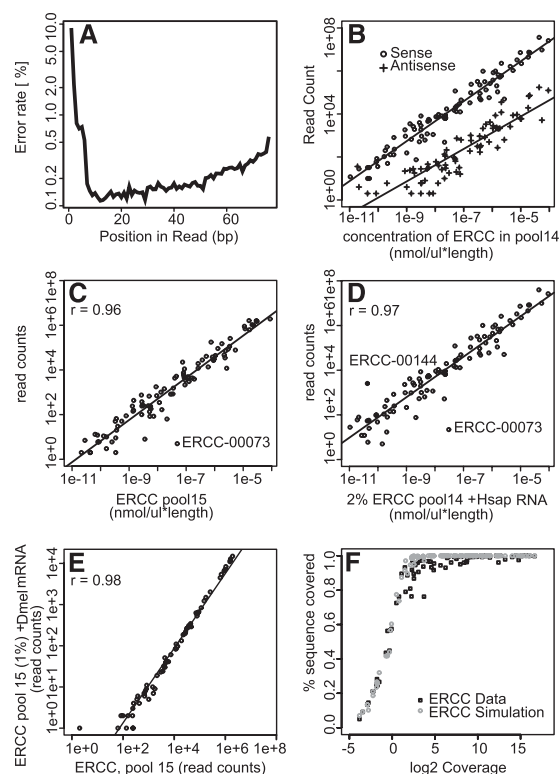 A
Error rate [ %]
0.1 0.2 0.5 1.0 2.0 5.0 10.0
0 20 40 60
Position in Read (bp)
B
Sense
Antisense
Read Count
1e+00 1e+04 1e+08
1e-11 1e-9 1e-7 1e-5
concentration of ERCC in pool14
(nmol/ul*length)
C
r = 0.96
read counts
1e+0 1e+2 1e+4 1e+61e+8
ERCC-00073
1e-11 1e-9 1e-7 1e-5
ERCC pool15
(nmol/ul*length)
D
r = 0.97
read counts
1e+0 1e+2 1e+4 1e+61e+8
ERCC-00144
ERCC-00073
1e-11 1e-9 1e-7 1e-5
2% ERCC pool14 +Hsap RNA
(nmol/ul*length)
E
r = 0.98
ERCC pool 15 (1%) +Dmel mRNA
(read counts)
1e+01e+01 1e+2 1e+3 1e+4
1e+0 1e+2 1e+4 1e+6 1e+8
ERCC, pool 15 (read counts)
F
% sequence covered
0.0 0.2 0.4 0.6 0.8 1.0
ERCC Data
ERCC Simulation
-5 0 5 10 15
log2 Coverage